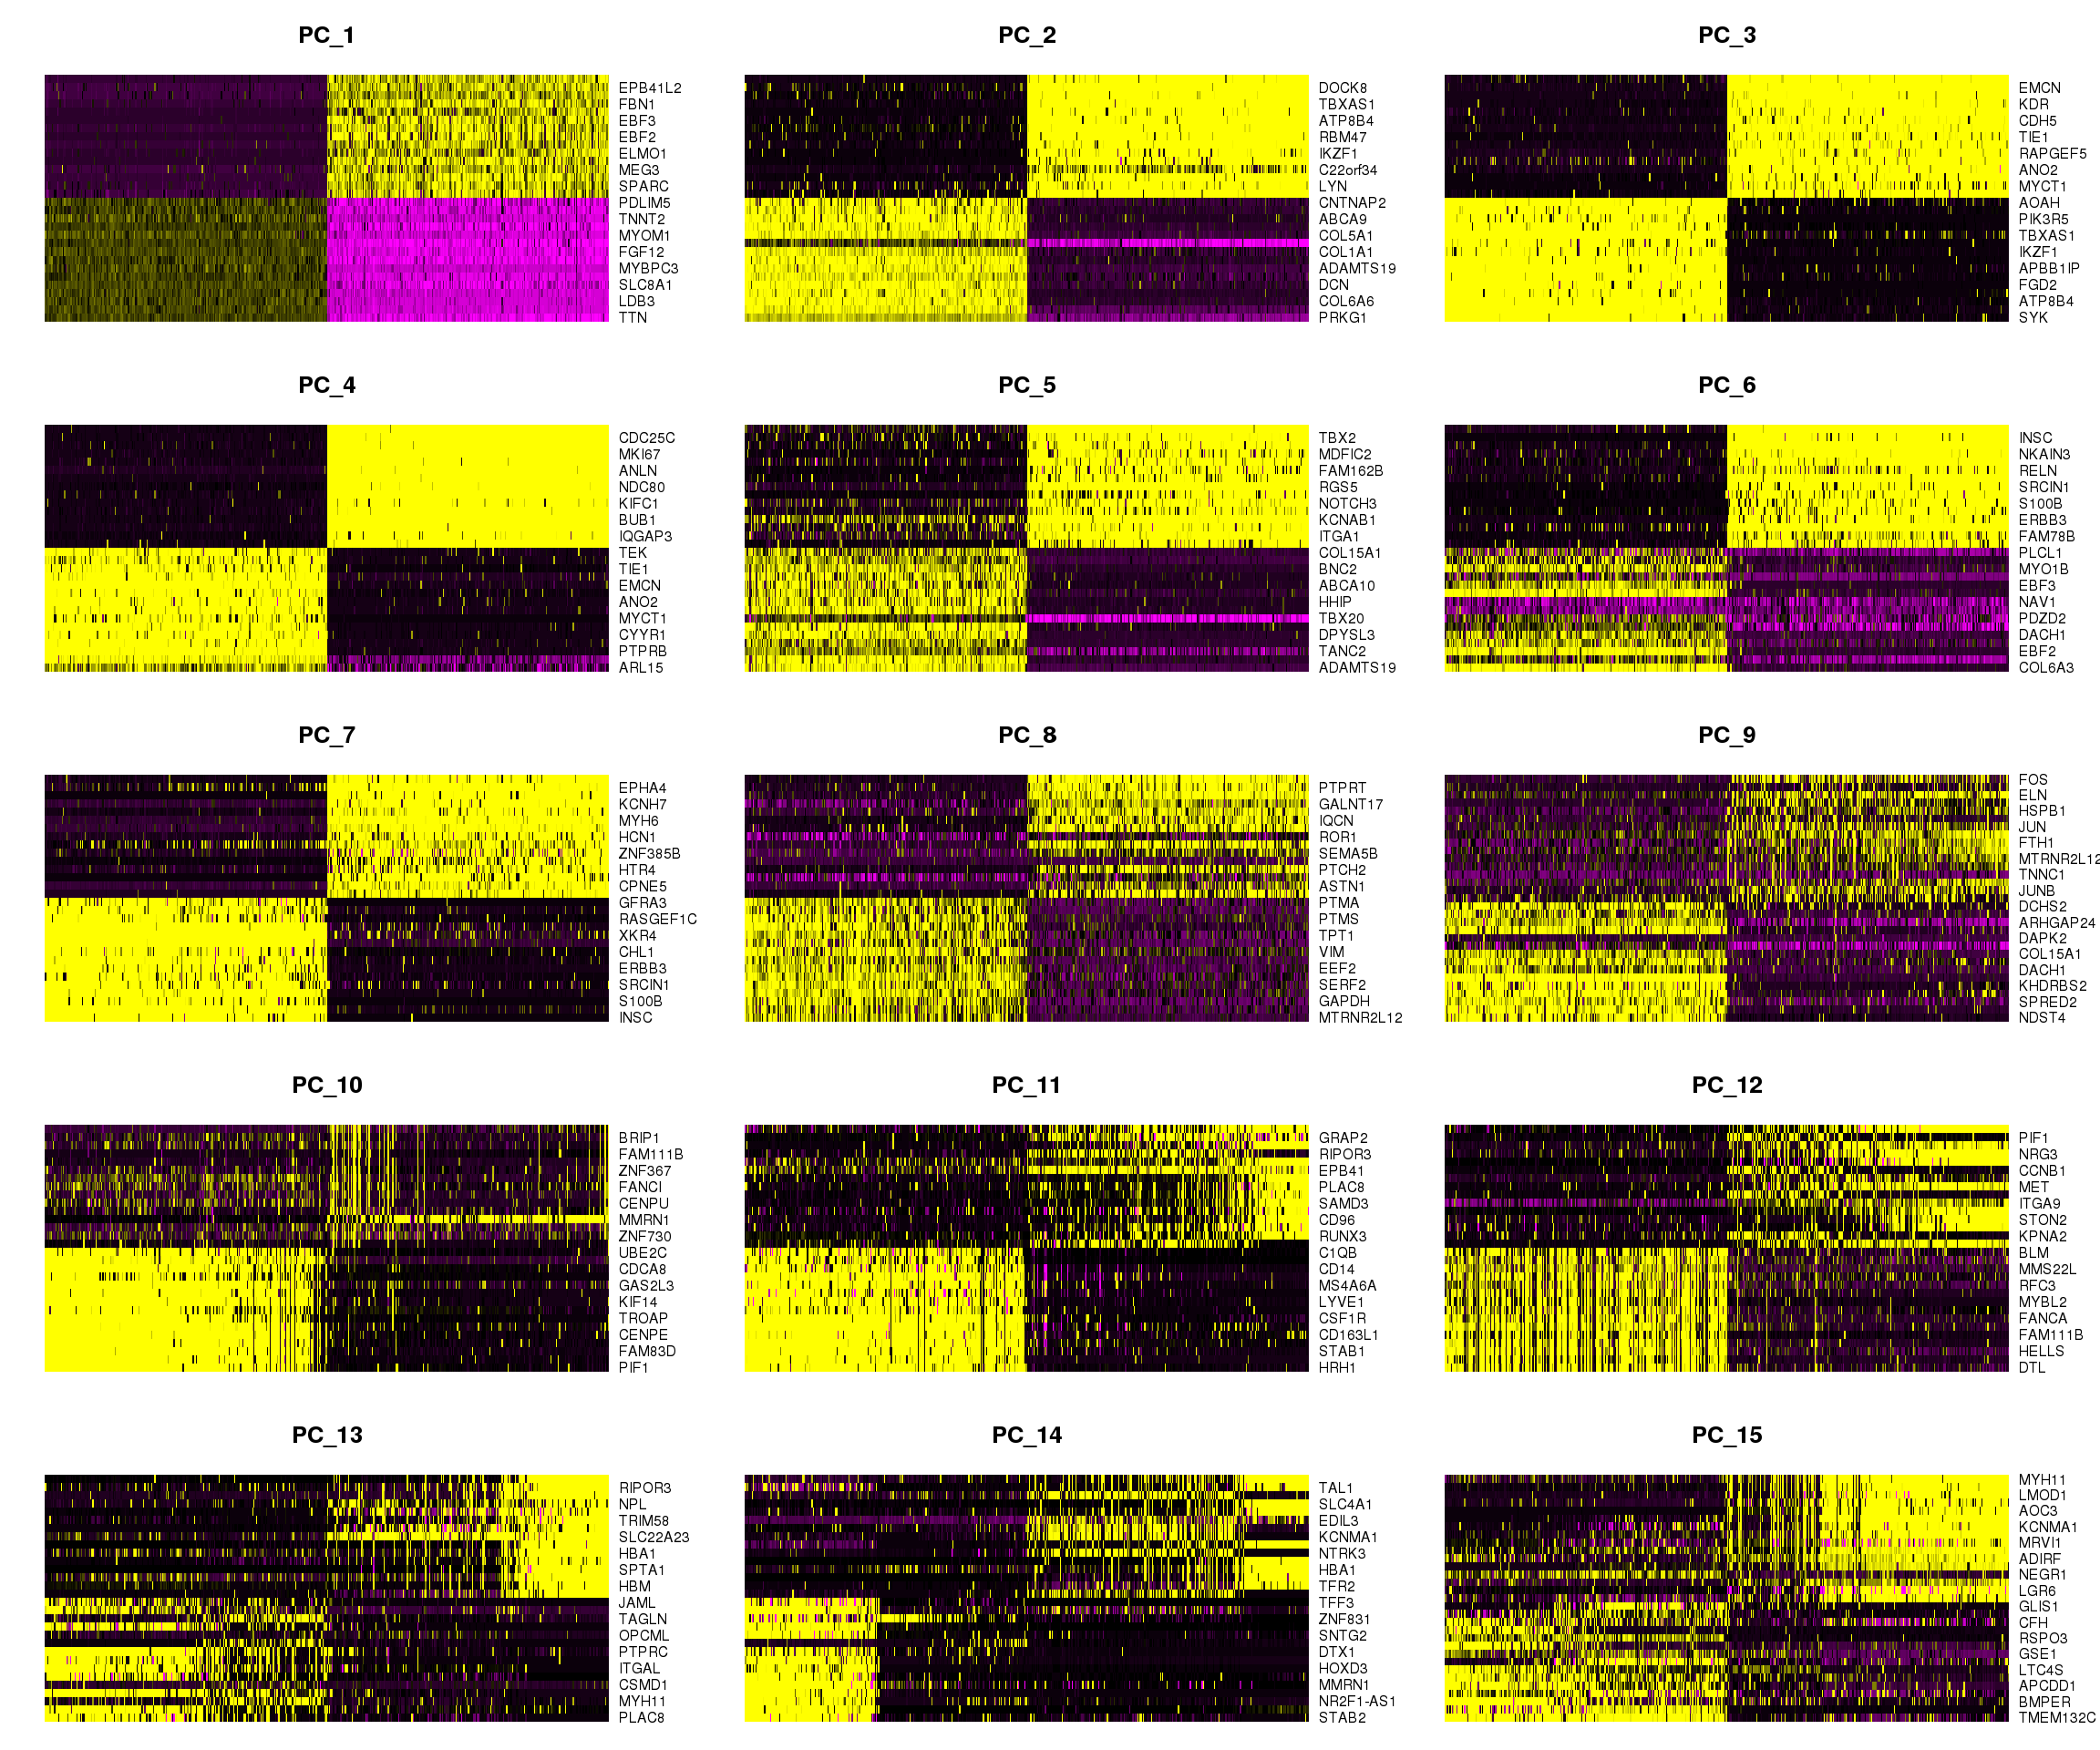 PC_1
EPB41L2
FBN1
EBF3
EBF2
ELMO1
MEG3
SPARC
PDLIM5
TNNT2
MYOM1
FGF12
MYBPC3
SLC8A1
LDB3
TTN
PC_2
DOCK8
TBXAS1
ATP8B4
RBM47
IKZF1
C22orf34
LYN
CNTNAP2
ABCA9
COL5A1
COL1A1
ADAMTS19
DCN
COL6A6
PRKG1
PC_3
EMCN
KDR
CDH5
TIE1
RAPGEF5
ANO2
MYCT1
AOAH
PIK3R5
TBXAS1
IKZF1
APBB1IP
FGD2
ATP8B4
SYK
PC_4
CDC25C
MKI67
ANLN
NDC80
KIFC1
BUB1
IQGAP3
TEK
TIE1
EMCN
ANO2
MYCT1
CYYR1
PTPRB
ARL15
PC_5
TBX2
MDFIC2
FAM162B
RGS5
NOTCH3
KCNAB1
ITGA1
COL15A1
BNC2
ABCA10
HHIP
TBX20
DPYSL3
TANC2
ADAMTS19
PC_6
INSC
NKAIN3
RELN
SRCIN1
S100B
ERBB3
FAM78B
PLCL1
MYO1B
EBF3
NAV1
PDZD2
DACH1
EBF2
COL6A3
PC_7
EPHA4
KCNH7
MYH6
HCN1
ZNF385B
HTR4
CPNE5
GFRA3
RASGEF1C
XKR4
CHL1
ERBB3
SRCIN1
S100B
INSC
PC_8
PTPRT
GALNT17
IQCN
ROR1
SEMA5B
PTCH2
ASTN1
PTMA
PTMS
TPT1
VIM
EEF2
SERF2
GAPDH
MTRNR2L12
PC_9
FOS
ELN
HSPB1
JUN
FTH1
MTRNR2L12
TNNC1
JUNB
DCHS2
ARHGAP24
DAPK2
COL15A1
DACH1
KHDRBS2
SPRED2
NDST4
PC_10
BRIP1
FAM111B
ZNF367
FANCI
CENPU
MMRN1
ZNF730
UBE2C
CDCA8
GAS2L3
KIF14
TROAP
CENPE
FAM83D
PIF1
PC_11
GRAP2
RIPOR3
EPB41
PLAC8
SAMD3
CD96
RUNX3
C1QB
CD14
MS4A6A
LYVE1
CSF1R
CD163L1
STAB1
HRH1
PC_12
PIF1
NRG3
CCNB1
MET
ITGA9
STON2
KPNA2
BLM
MMS22L
RFC3
MYBL2
FANCA
FAM111B
HELLS
DTL
PC_13
RIPOR3
NPL
TRIM58
SLC22A23
HBA1
SPTA1
HBM
JAML
TAGLN
OPCML
PTPRC
ITGAL
CSMD1
MYH11
PLAC8
PC_14
TAL1
SLC4A1
EDIL3
KCNMA1
NTRK3
HBA1
TFR2
TFF3
ZNF831
SNTG2
DTX1
HOXD3
MMRN1
NR2F1-AS1
STAB2
PC_15
MYH11
LMOD1
AOC3
KCNMA1
MRVI1
ADIRF
NEGR1
LGR6
GLIS1
CFH
RSPO3
GSE1
LTC4S
APCDD1
BMPER
TMEM132C